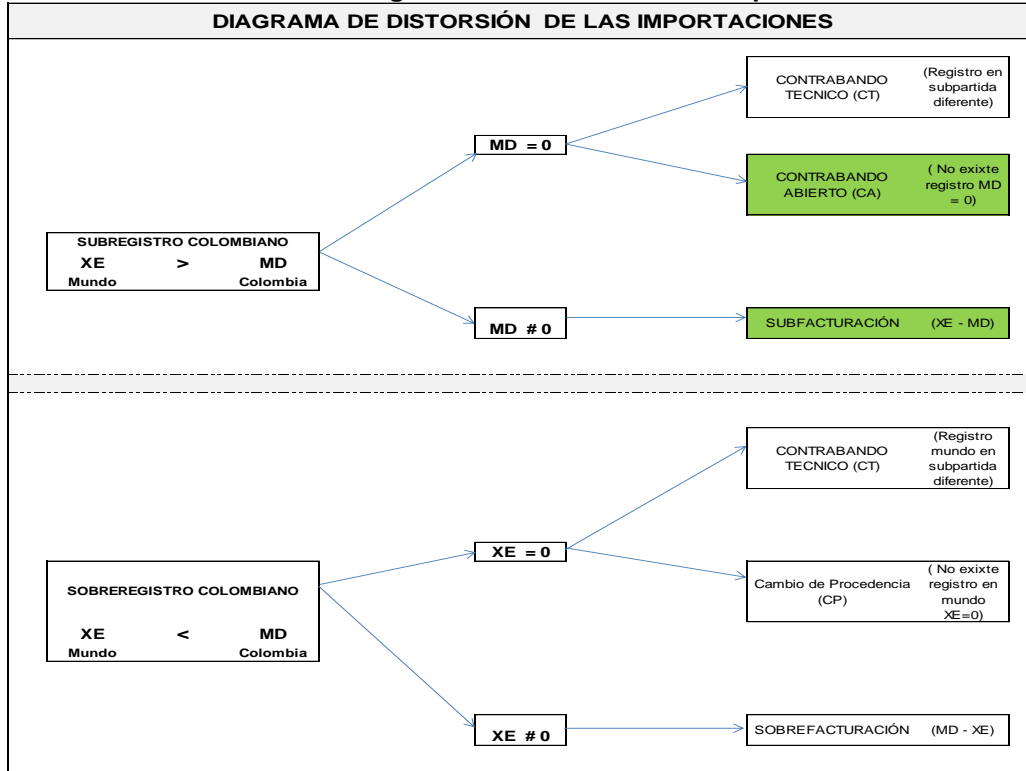 DIAGRAMA DE DISTORSIÓN DE LAS IMPORTACIONES
CONTRABANDO
TECNICO (CT)
(Registro en
subpartida
diferente)
MD = 0
CONTRABANDO
ABIERTO (CA)
( No exixte
registro MD
= 0)
SUBREGISTRO COLOMBIANO
XE > MD
Mundo Colombia
MD # 0
SUBFACTURACIÓN (XE - MD)
CONTRABANDO
TECNICO (CT)
(Registro
mundo en
subpartida
diferente)
XE = 0
Cambio de Procedencia
(CP)
( No exixte
registro en
mundo
XE=0)
SOBREREGISTRO COLOMBIANO
XE < MD
Mundo Colombia
XE # 0
SOBREFACTURACIÓN (MD - XE)